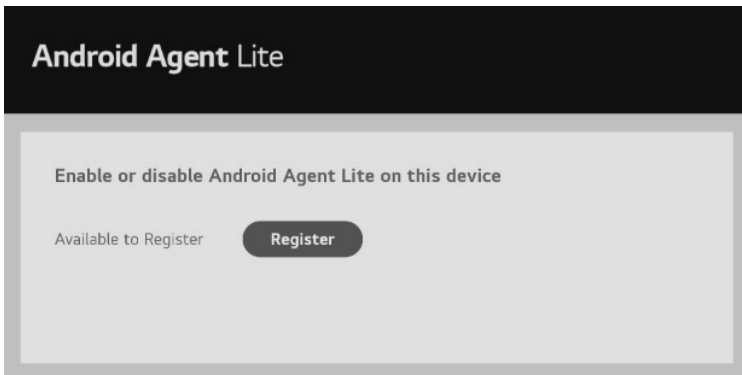 Android Agent Lite
Enable or disable Android Agent Lite on this device
Available to Register
Register